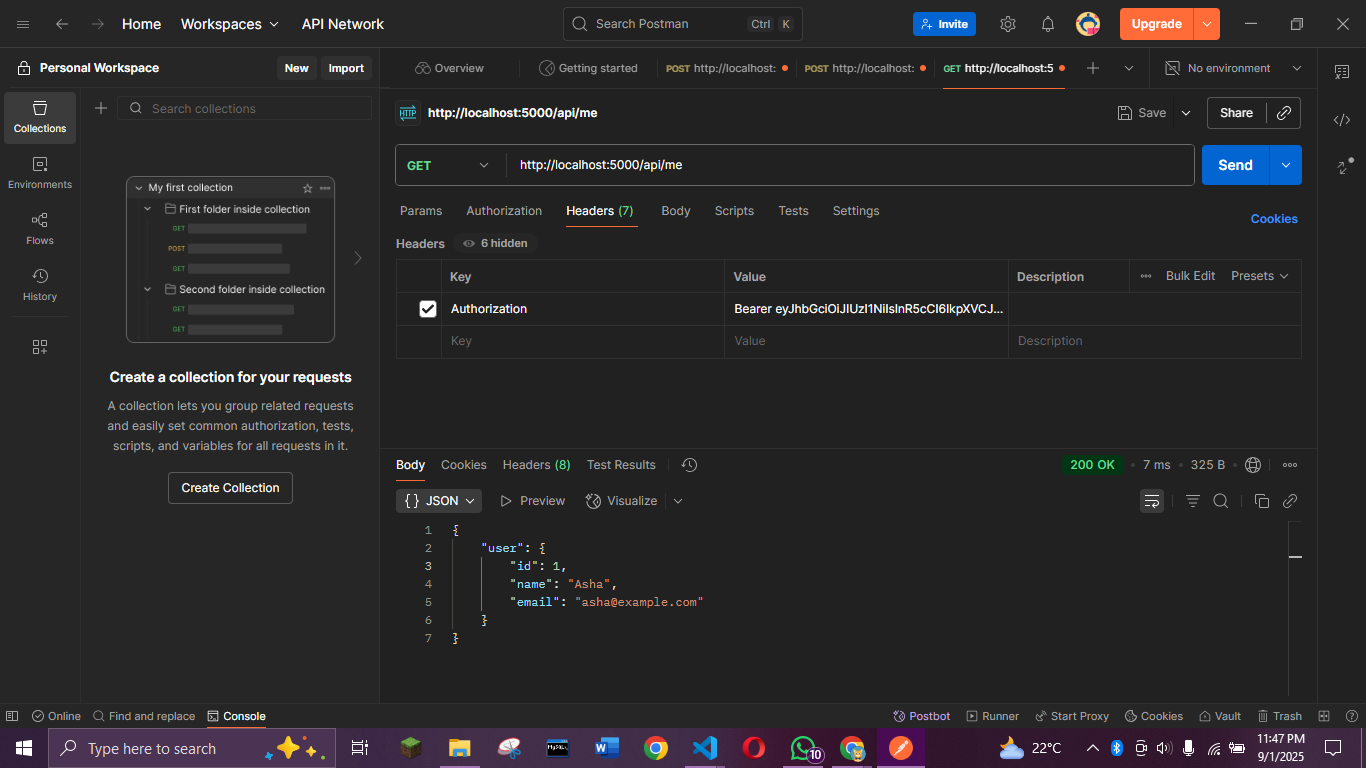 Home Workspaces API Network Search Postman Ctrl K Invite Upgrade
Personal Workspace New Import Overview Getting started POST http://localhost: POST http://localhost: GET http://localhost:5 No environment
Search collections
Collections
Environments
Flows
History
My first collection
First folder inside collection
GET
POST
GET
Second folder inside collection
GET
GET
Create a collection for your requests
A collection lets you group related requests
and easily set common authorization, tests,
scripts, and variables for all requests in it.
Create Collection
HTTP http://localhost:5000/api/me Save Share
GET http://localhost:5000/api/me Send
Params Authorization Headers (7) Body Scripts Tests Settings Cookies
Headers 6 hidden
Key Value Description Bulk Edit Presets
Authorization Bearer eyJhbGciOiJIUzI1NiIsInR5cCI6IkpXVCJ...
Key Value Description
Body Cookies Headers (8) Test Results 200 OK 7 ms 325 B
{} JSON Preview Visualize
1 {
2 "user": {
3 "id": 1,
4 "name": "Asha",
5 "email": "asha@example.com"
6 }
7 }
Online Find and replace Console Postbot Runner Start Proxy Cookies Vault Trash
Type here to search MySQL 10 22°C 11:47 PM
9/1/2025